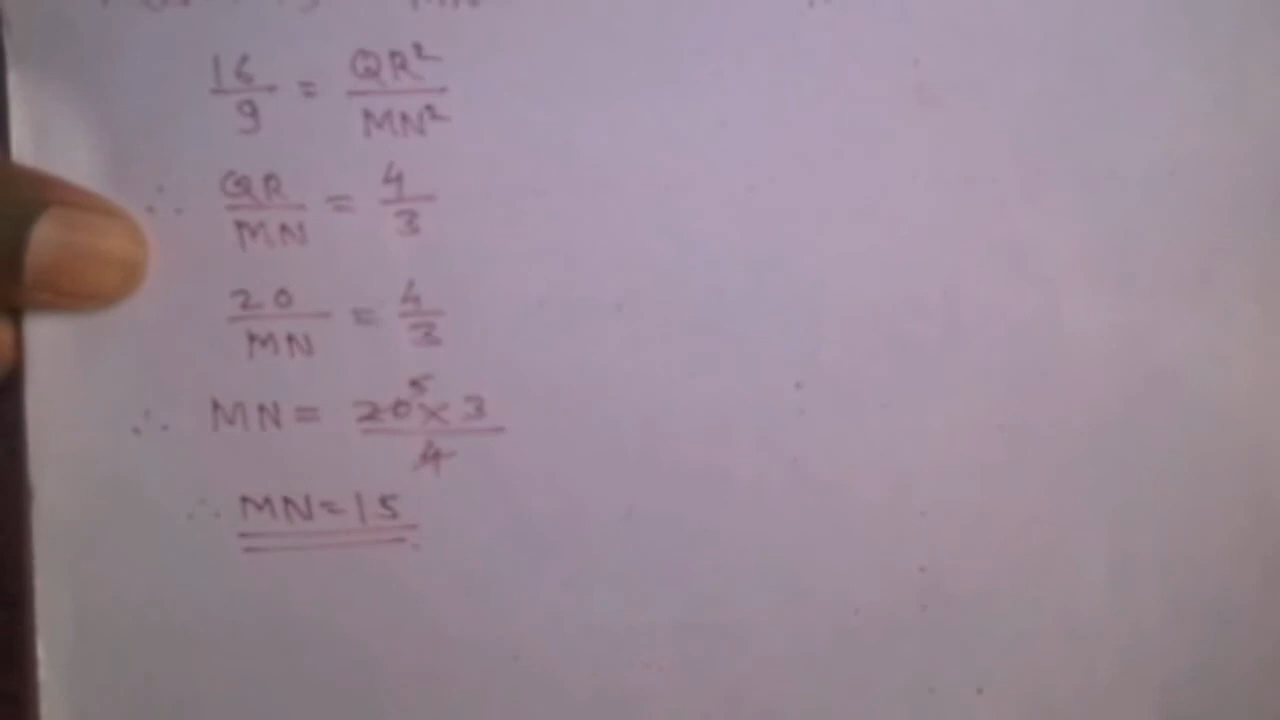 16/9 = QR²/MN²
∴ QR/MN = 4/3
20/MN = 4/3
∴ MN = 20⁵ × 3/4
∴ MN = 15